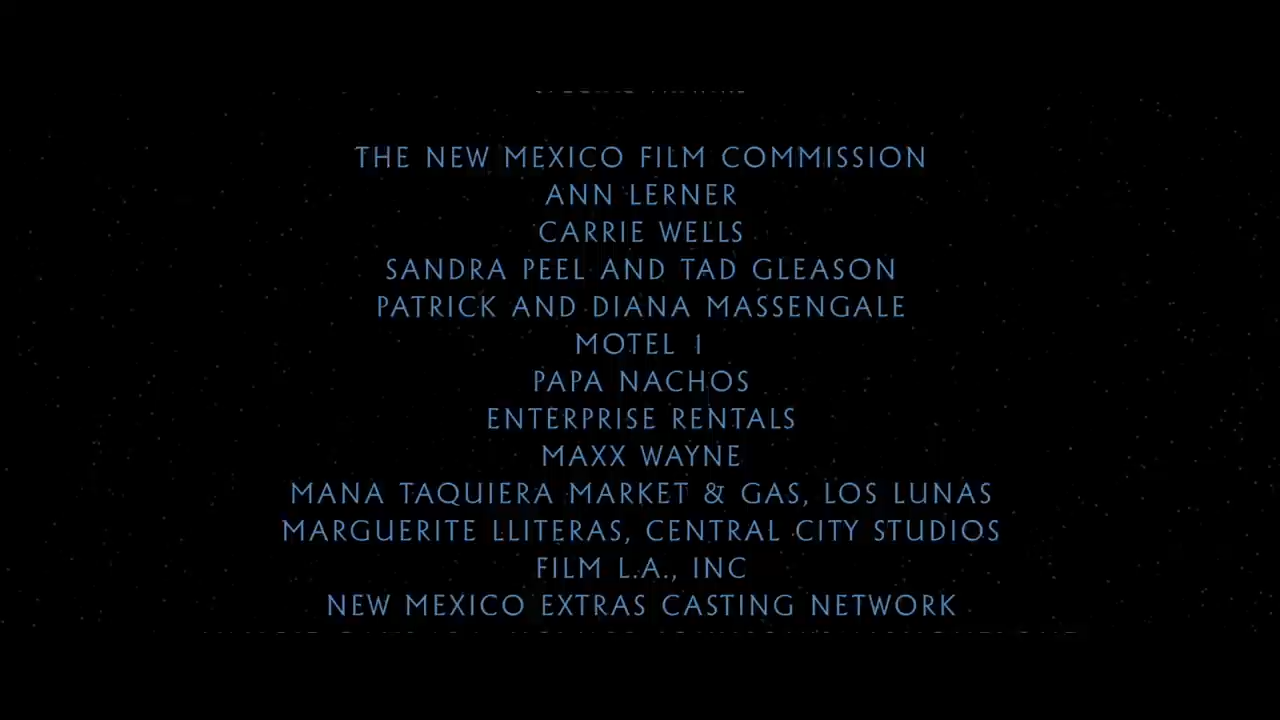 THE NEW MEXICO FILM COMMISSION
ANN LERNER
CARRIE WELLS
SANDRA PEEL AND TAD GLEASON
PATRICK AND DIANA MASSENGALE
MOTEL 1
PAPA NACHOS
ENTERPRISE RENTALS
MAXX WAYNE
MANA TAQUIERA MARKET & GAS, LOS LUNAS
MARGUERITE LLITERAS, CENTRAL CITY STUDIOS
FILM L.A., INC
NEW MEXICO EXTRAS CASTING NETWORK